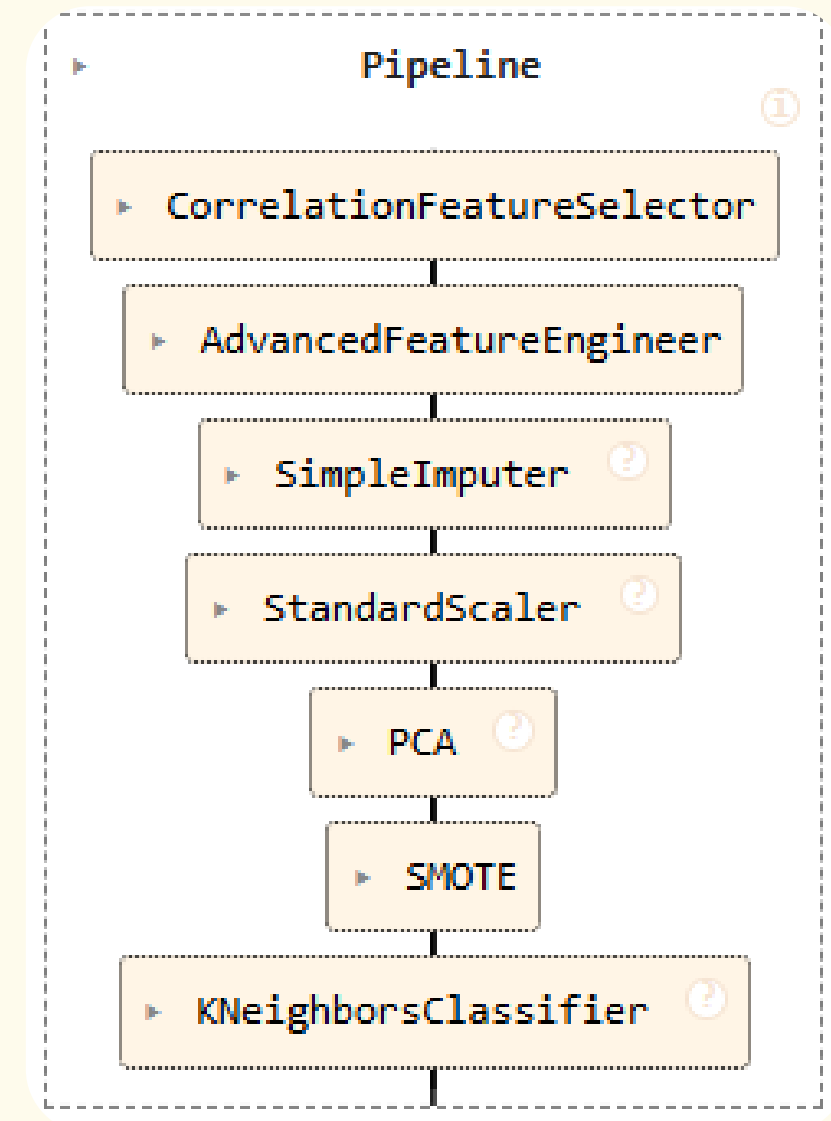 Pipeline
i
CorrelationFeatureSelector
AdvancedFeatureEngineer
SimpleImputer ?
StandardScaler ?
PCA ?
SMOTE
KNeighborsClassifier ?